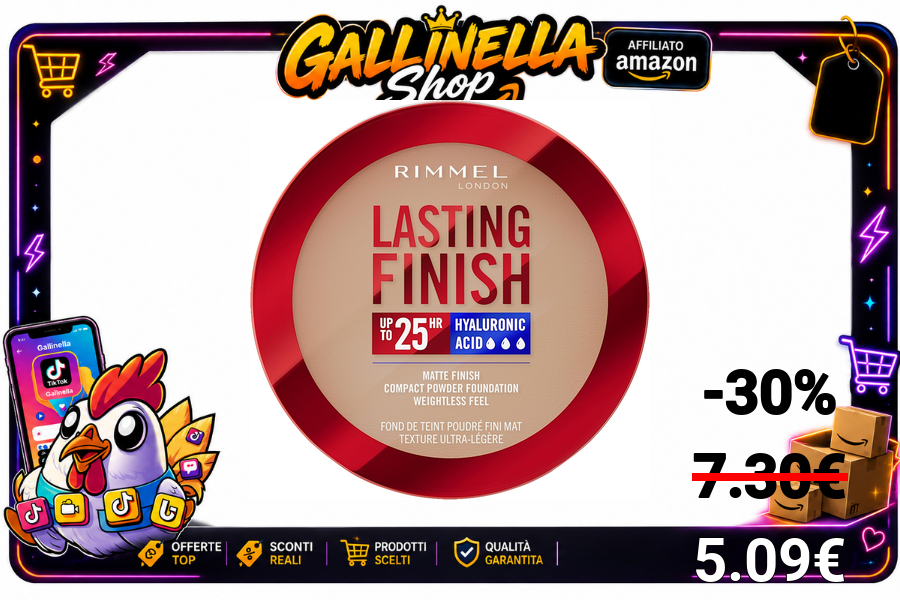 GALLINELLA
Shop
AFFILIATO
amazon
RIMMEL
LONDON
LASTING
FINISH
UP TO 25 HR
HYALURONIC
ACID
MATTE FINISH
COMPACT POWDER FOUNDATION
WEIGHTLESS FEEL
FOND DE TEINT POUDRÉ FINI MAT
TEXTURE ULTRA-LÉGÈRE
Gallinella
TikTok
Gallinella
-30%
7.30€
5.09€
OFFERTE
TOP
SCONTI
REALI
PRODOTTI
SCELTI
QUALITÀ
GARANTITA